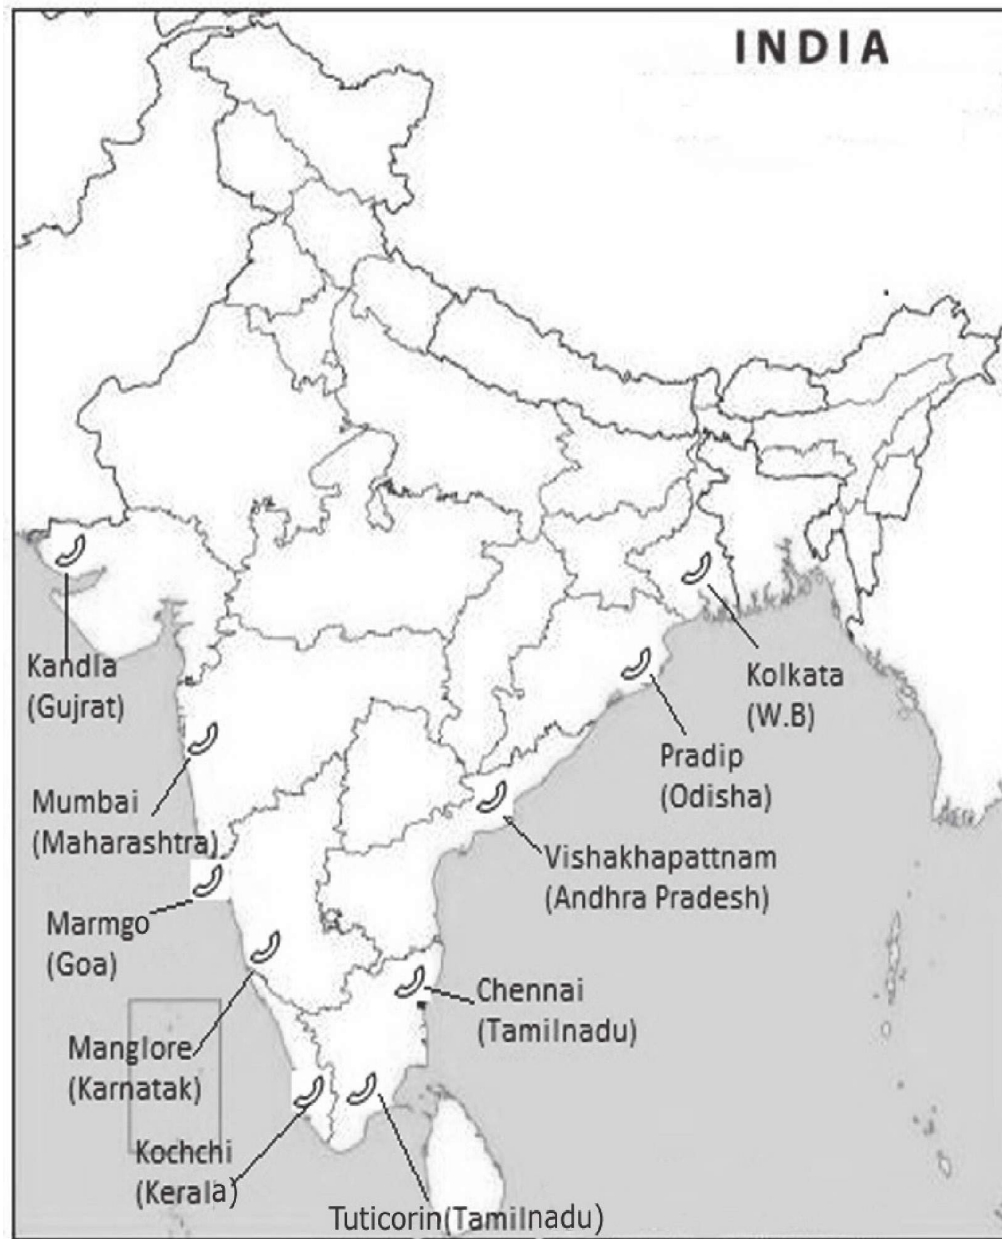 INDIA
Kandla
(Gujrat)
Kolkata
(W.B)
Pradip
(Odisha)
Mumbai
(Maharashtra)
Vishakhapattnam
(Andhra Pradesh)
Marmgo
(Goa)
Chennai
(Tamilnadu)
Manglore
(Karnatak)
Kochchi
(Kerala)
Tuticorin(Tamilnadu)